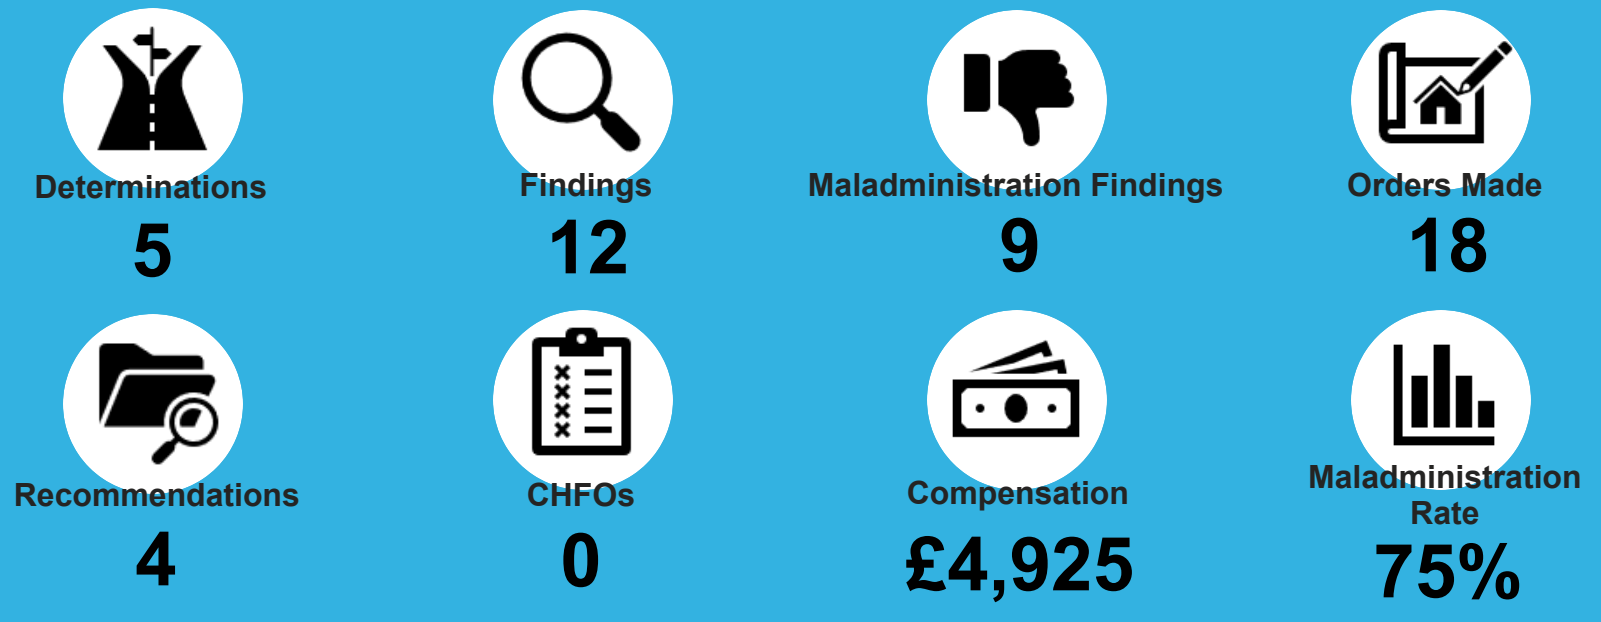 Determinations
5
Findings
12
Maladministration Findings
9
Orders Made
18
Recommendations
4
CHFOs
0
Compensation
£4,925
Maladministration
Rate
75%